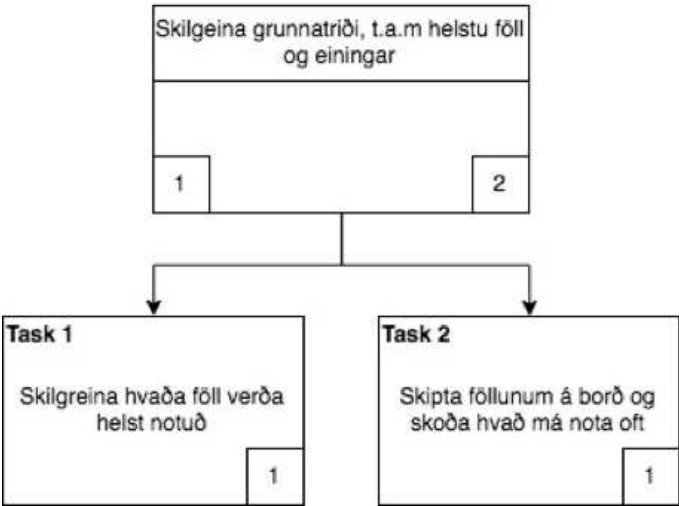 Skilgeina grunnatriði, t.a.m helstu föll
og einingar
1
2
Task 1
Skilgreina hvaða föll verða
helst notuð
1
Task 2
Skipta föllunum á borð og
skoða hvað má nota oft
1